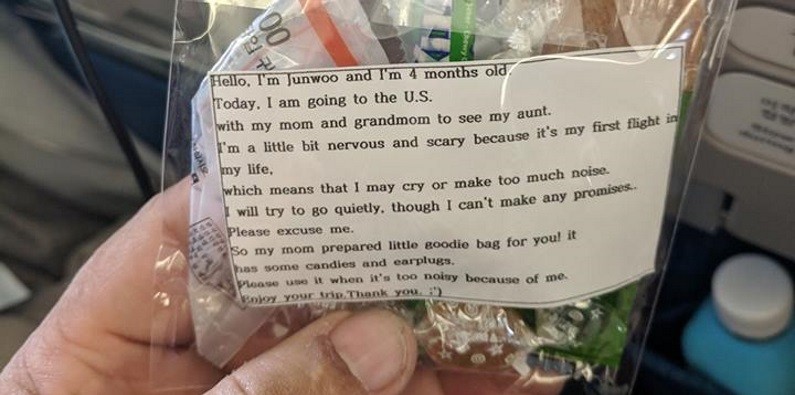 00
Hello, I'm Junwoo and I'm 4 months old.
Today, I am going to the U.S.
with my mom and grandmom to see my aunt.
I'm a little bit nervous and scary because it's my first flight in
my life,
which means that I may cry or make too much noise.
I will try to go quietly, though I can't make any promises..
Please excuse me.
So my mom prepared little goodie bag for you! it
has some candies and earplugs.
Please use it when it's too noisy because of me.
Enjoy your trip.Thank you. :')